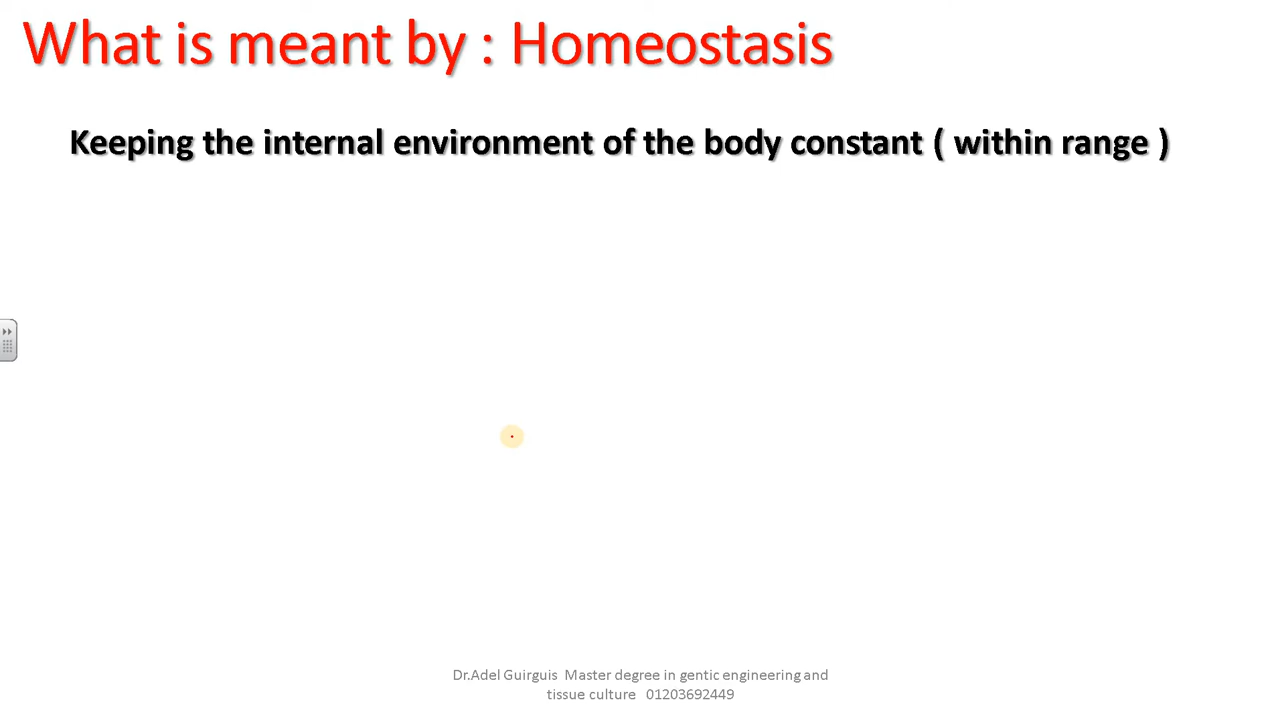 What is meant by : Homeostasis
Keeping the internal environment of the body constant ( within range )
Dr.Adel Guirguis  Master degree in gentic engineering and
tissue culture   01203692449